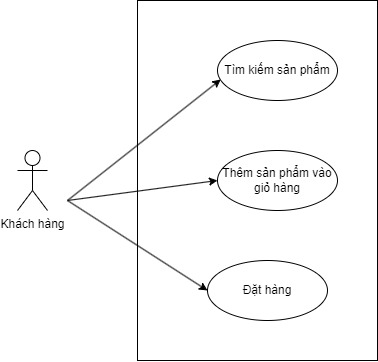 Tìm kiếm sản phẩm
Thêm sản phẩm vào
giỏ hàng
Khách hàng
Đặt hàng